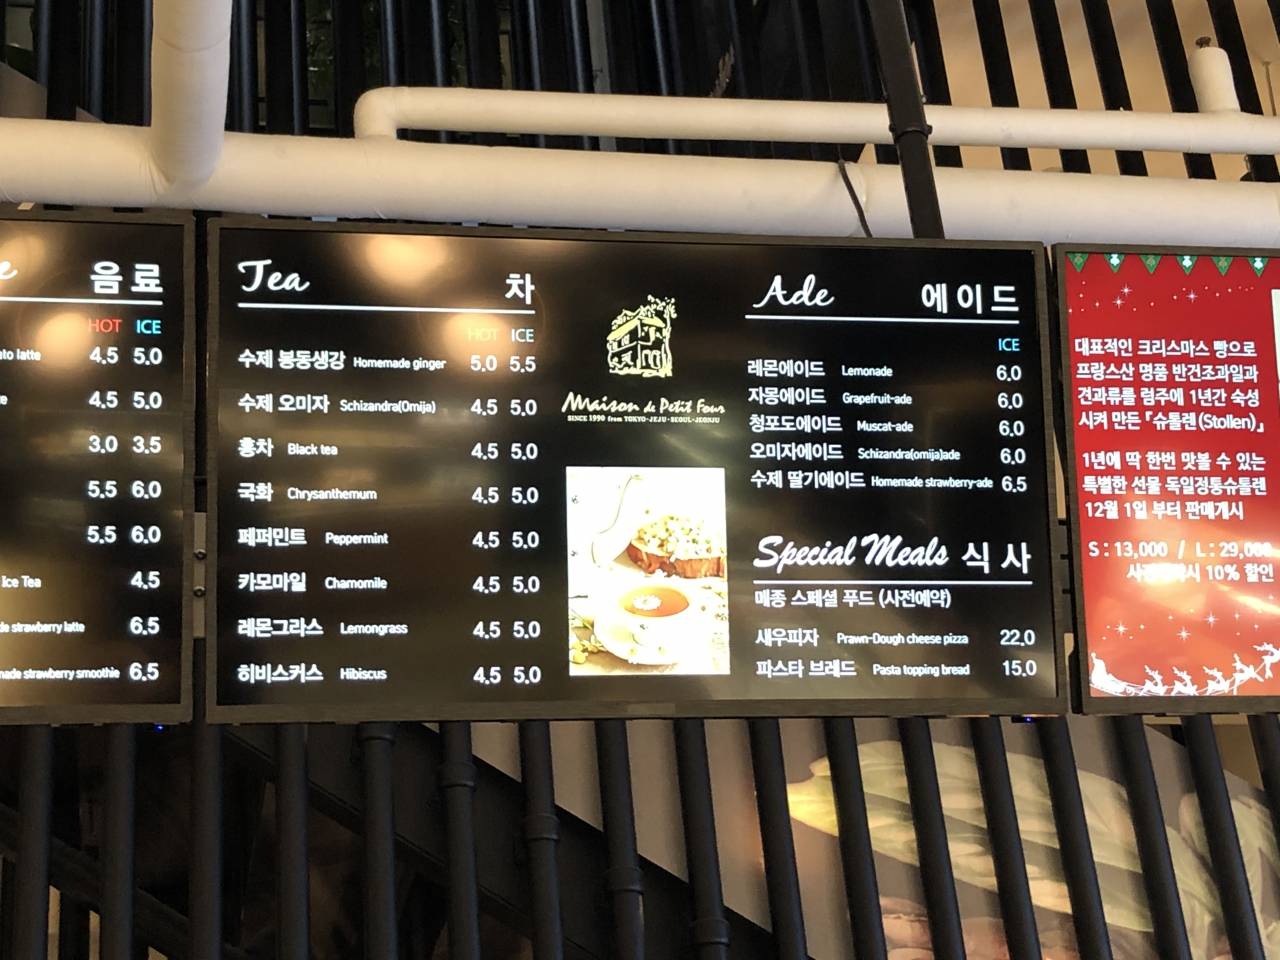 음료
HOT ICE
to latte 4.5 5.0
4.5 5.0
3.0 3.5
5.5 6.0
5.5 6.0
Ice Tea 4.5
strawberry latte 6.5
made strawberry smoothie 6.5
Tea 차
HOT ICE
수제 봉동생강 Homemade ginger 5.0 5.5
수제 오미자 Schizandra(Omija) 4.5 5.0
홍차 Black tea 4.5 5.0
국화 Chrysanthemum 4.5 5.0
페퍼민트 Peppermint 4.5 5.0
카모마일 Chamomile 4.5 5.0
레몬그라스 Lemongrass 4.5 5.0
히비스커스 Hibiscus 4.5 5.0
Maison de Petit Four
SINCE 1990 from TOKYO-JEJU-SEOUL-JEONJU
Ade 에이드
ICE
레몬에이드 Lemonade 6.0
자몽에이드 Grapefruit-ade 6.0
청포도에이드 Muscat-ade 6.0
오미자에이드 Schizandra(omija)ade 6.0
수제 딸기에이드 Homemade strawberry-ade 6.5
Special Meals 식사
매종 스페셜 푸드 (사전예약)
새우피자 Prawn-Dough cheese pizza 22.0
파스타 브레드 Pasta topping bread 15.0
대표적인 크리스마스 빵으로
프랑스산 명품 반건조과일과
견과류를 럼주에 1년간 숙성
시켜 만든 「슈톨렌(Stollen)」
1년에 딱 한번 맛볼 수 있는
특별한 선물 독일정통슈톨렌
12월 1일 부터 판매개시
S : 13,000 / L : 29,000
시 10% 할인